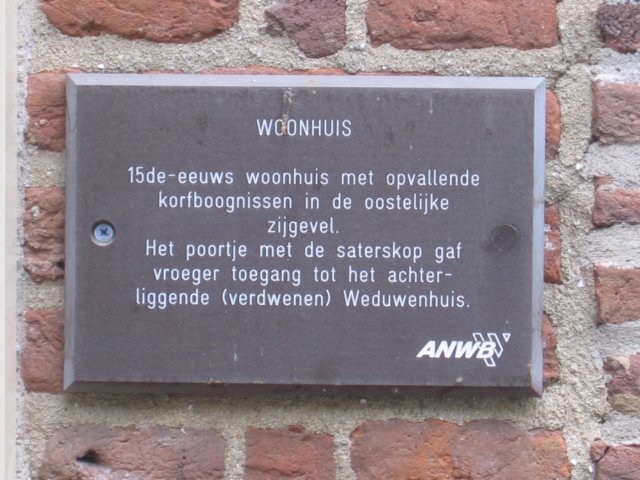 WOONHUIS
15de-eeuws woonhuis met opvallende
korfboognissen in de oostelijke
zijgevel.
Het poortje met de saterskop gaf
vroeger toegang tot het achter-
liggende (verdwenen) Weduwenhuis.
ANWB